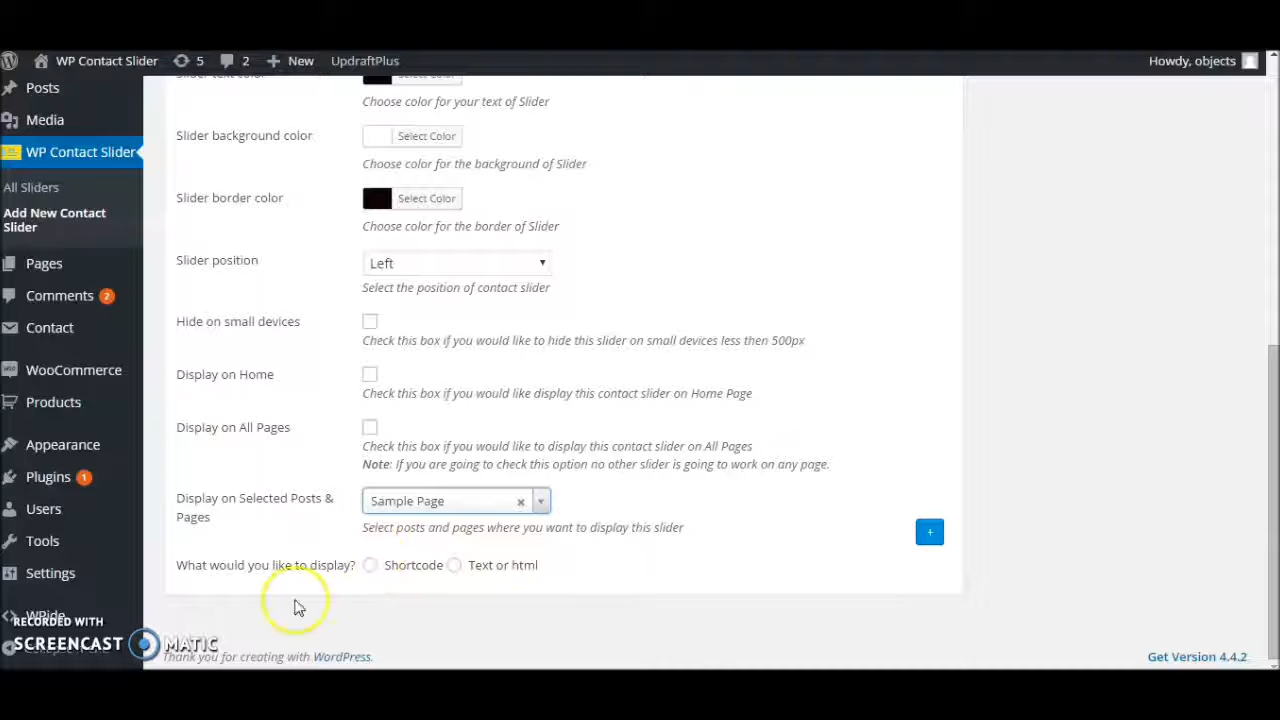 WP Contact Slider 5 2 New UpdraftPlus Howdy, objects
Posts
Media
WP Contact Slider
All Sliders
Add New Contact
Slider
Pages
Comments 2
Contact
WooCommerce
Products
Appearance
Plugins 1
Users
Tools
Settings
WPide
RECORDED WITH
SCREENCAST MATIC
Slider text color Select Color
Choose color for your text of Slider
Slider background color Select Color
Choose color for the background of Slider
Slider border color Select Color
Choose color for the border of Slider
Slider position Left
Select the position of contact slider
Hide on small devices
Check this box if you would like to hide this slider on small devices less then 500px
Display on Home
Check this box if you would like display this contact slider on Home Page
Display on All Pages
Check this box if you would like to display this contact slider on All Pages
Note: If you are going to check this option no other slider is going to work on any page.
Display on Selected Posts &
Pages
Sample Page
Select posts and pages where you want to display this slider
+
What would you like to display? Shortcode Text or html
Thank you for creating with WordPress. Get Version 4.4.2